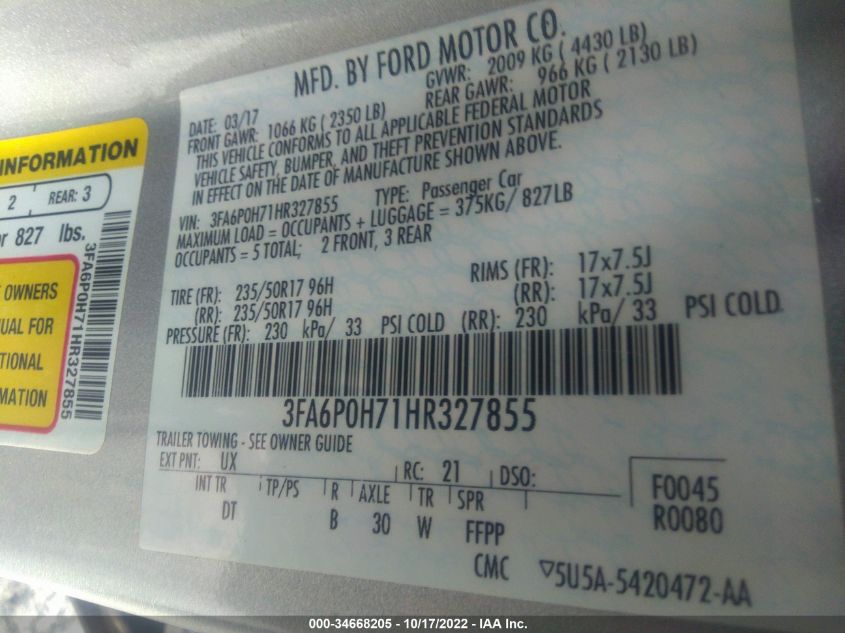 MFD. BY FORD MOTOR CO.
DATE: 03/17 GVWR: 2009 KG ( 4430 LB)
FRONT GAWR: 1066 KG ( 2350 LB) REAR GAWR: 966 KG ( 2130 LB)
THIS VEHICLE CONFORMS TO ALL APPLICABLE FEDERAL MOTOR
VEHICLE SAFETY, BUMPER, AND THEFT PREVENTION STANDARDS
IN EFFECT ON THE DATE OF MANUFACTURE SHOWN ABOVE.
VIN: 3FA6P0H71HR327855 TYPE: Passenger Car
MAXIMUM LOAD = OCCUPANTS + LUGGAGE = 375KG/ 827LB
OCCUPANTS = 5 TOTAL; 2 FRONT, 3 REAR
TIRE (FR): 235/50R17 96H RIMS (FR): 17x7.5J
(RR): 235/50R17 96H (RR): 17x7.5J
PRESSURE (FR): 230 kPa/ 33 PSI COLD (RR): 230 kPa/ 33 PSI COLD
3FA6P0H71HR327855
TRAILER TOWING - SEE OWNER GUIDE
EXT PNT: UX RC: 21 DSO:
INT TR TP/PS R AXLE TR SPR
DT B 30 W FFPP
CMC
F0045
R0080
▽5U5A-5420472-AA
INFORMATION
2 REAR: 3
827 lbs.
OWNERS
FOR
3FA6P0H71HR327855
000-34668205 - 10/17/2022 - IAA Inc.